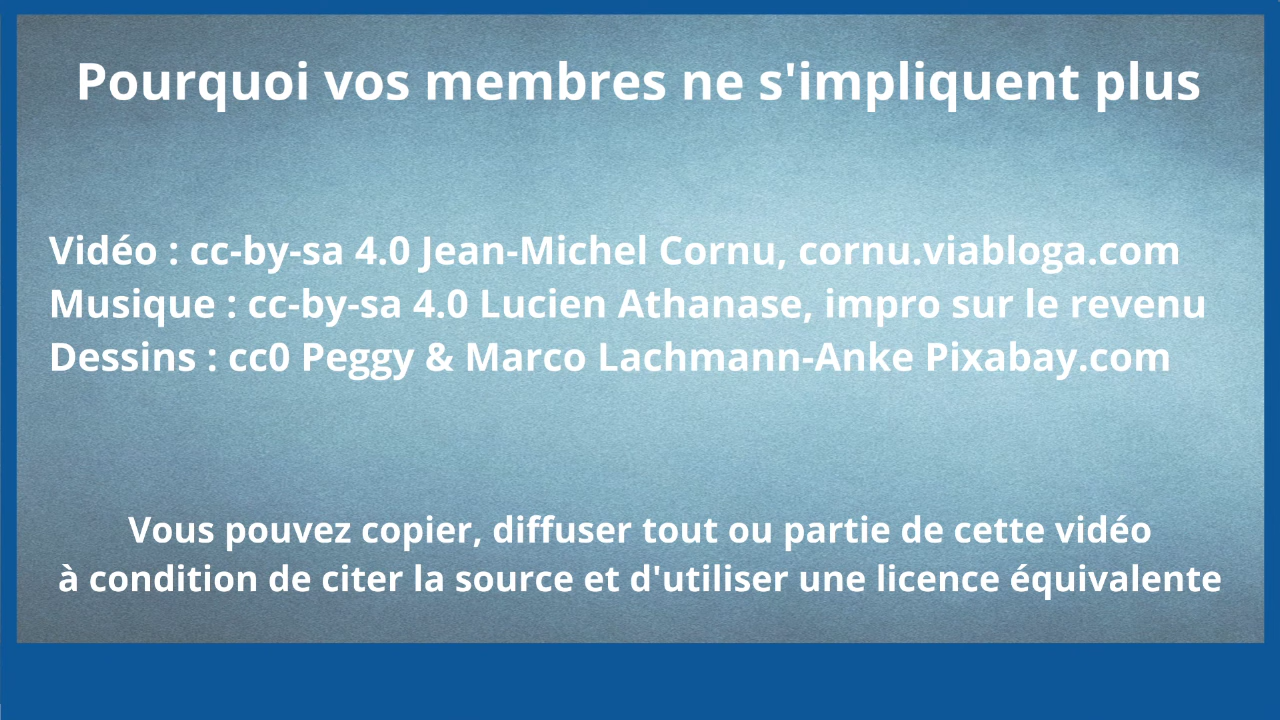 Pourquoi vos membres ne s'impliquent plus
Vidéo : cc-by-sa 4.0 Jean-Michel Cornu, cornu.viabloga.com
Musique : cc-by-sa 4.0 Lucien Athanase, impro sur le revenu
Dessins : cc0 Peggy & Marco Lachmann-Anke Pixabay.com
Vous pouvez copier, diffuser tout ou partie de cette vidéo
à condition de citer la source et d'utiliser une licence équivalente